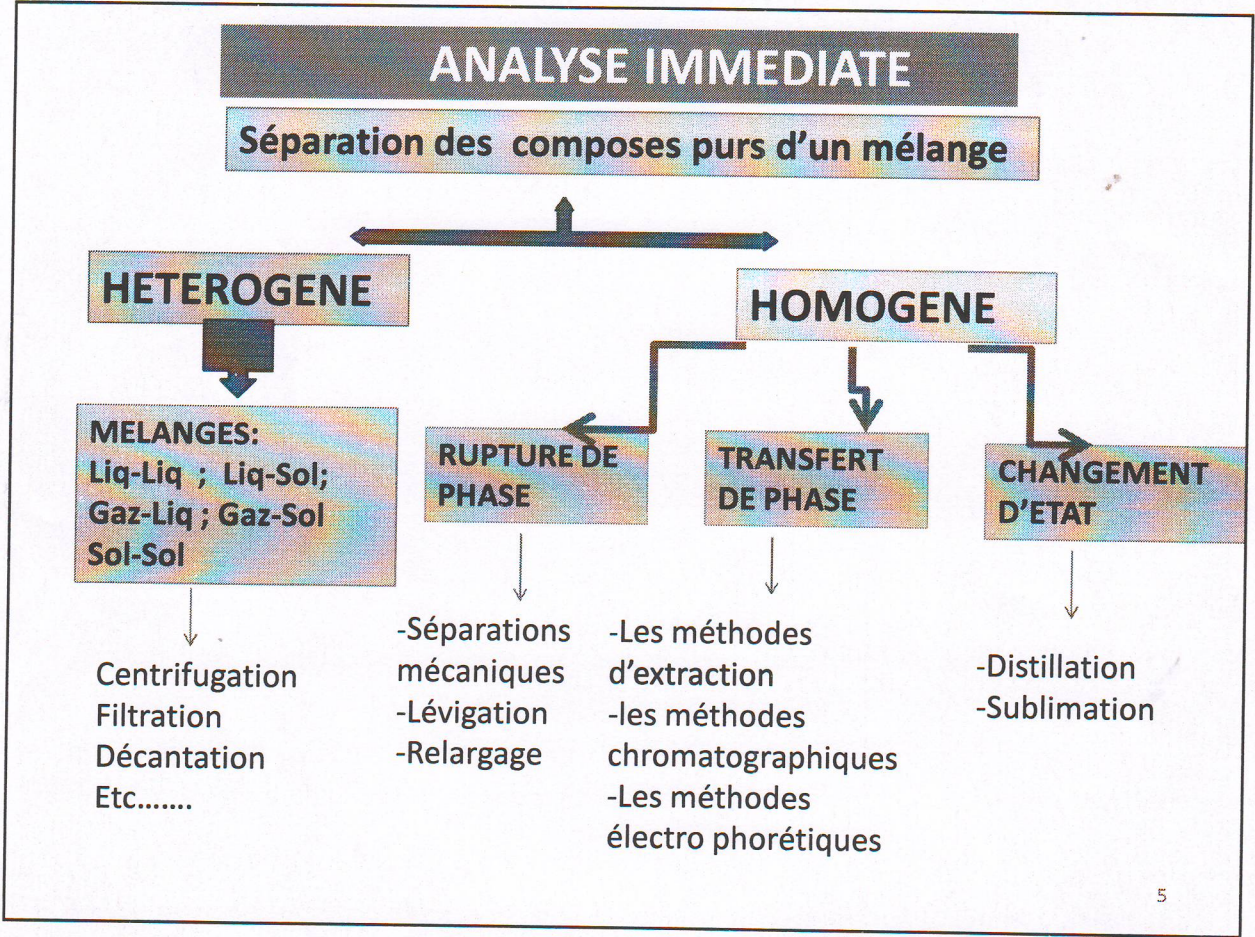 ANALYSE IMMEDIATE
Séparation des composes purs d'un mélange
HETEROGENE
HOMOGENE
MELANGES:
Liq-Liq ; Liq-Sol;
Gaz-Liq ; Gaz-Sol
Sol-Sol
RUPTURE DE
PHASE
TRANSFERT
DE PHASE
CHANGEMENT
D'ETAT
Centrifugation
Filtration
Décantation
Etc.......
-Séparations
mécaniques
-Lévigation
-Relargage
-Les méthodes
d'extraction
-les méthodes
chromatographiques
-Les méthodes
électro phorétiques
-Distillation
-Sublimation
5